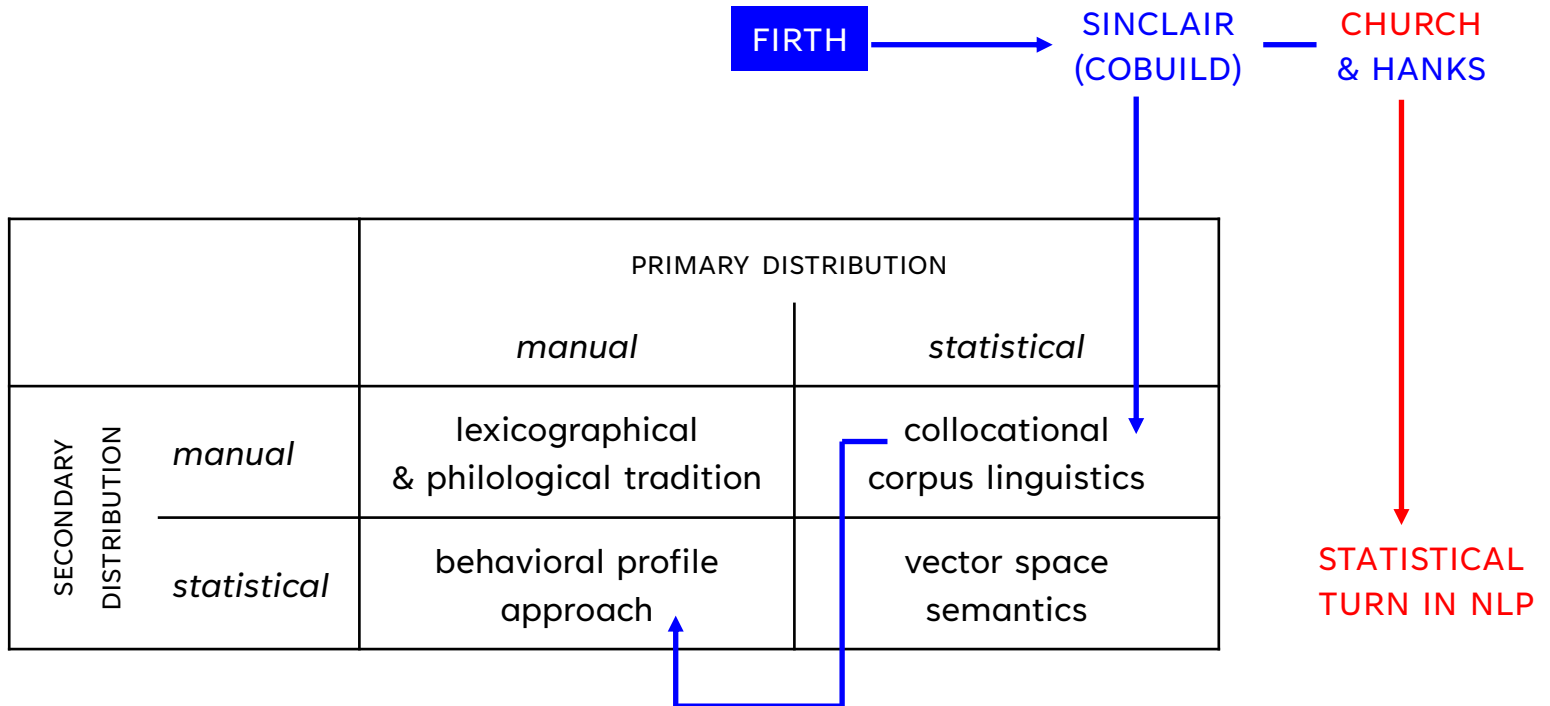 FIRTH
SINCLAIR
(COBUILD)
CHURCH
& HANKS
PRIMARY DISTRIBUTION
manual
statistical
SECONDARY
DISTRIBUTION
manual
lexicographical
& philological tradition
collocational
corpus linguistics
statistical
behavioral profile
approach
vector space
semantics
STATISTICAL
TURN IN NLP